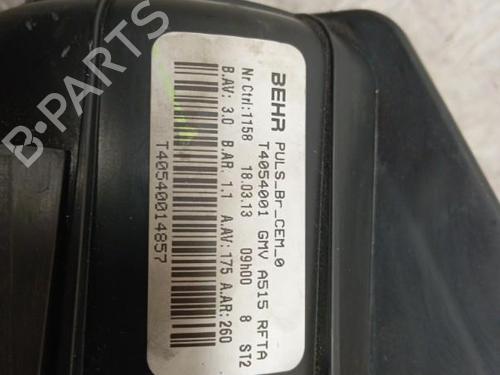 BEHR PULS_Br_CEM_0
T4054001 GMV A515 RFTA
Nr Ctrl:1158 18.03.13 09h00 8 ST2
B.AV: 3.0 B.AR: 1.1 A.AV:175 A.AR:260
T40540014857
B-Parts